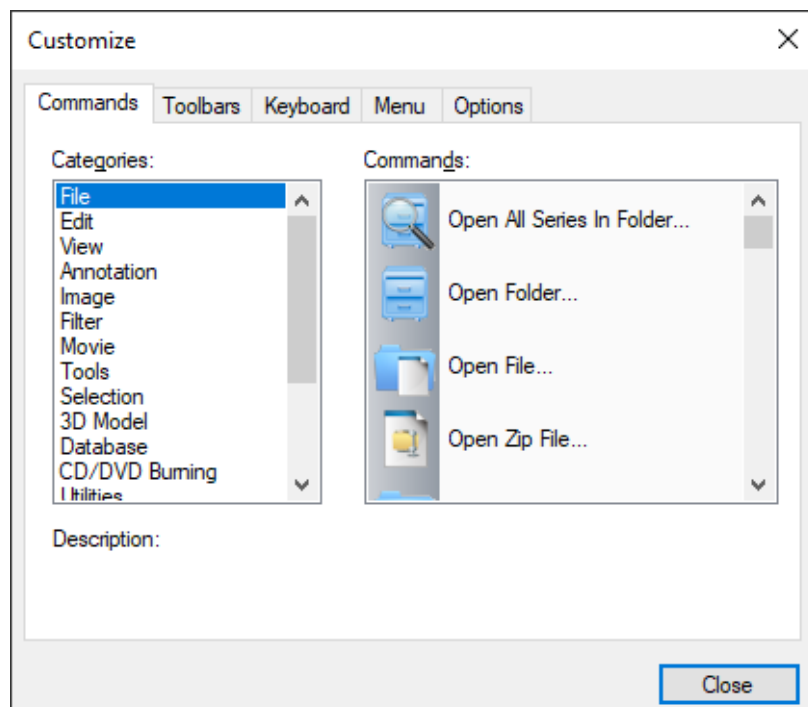 Customize
Commands Toolbars Keyboard Menu Options
Categories:
File
Edit
View
Annotation
Image
Filter
Movie
Tools
Selection
3D Model
Database
CD/DVD Burning
Utilities
Commands:
Open All Series In Folder...
Open Folder...
Open File...
Open Zip File...
Description:
Close